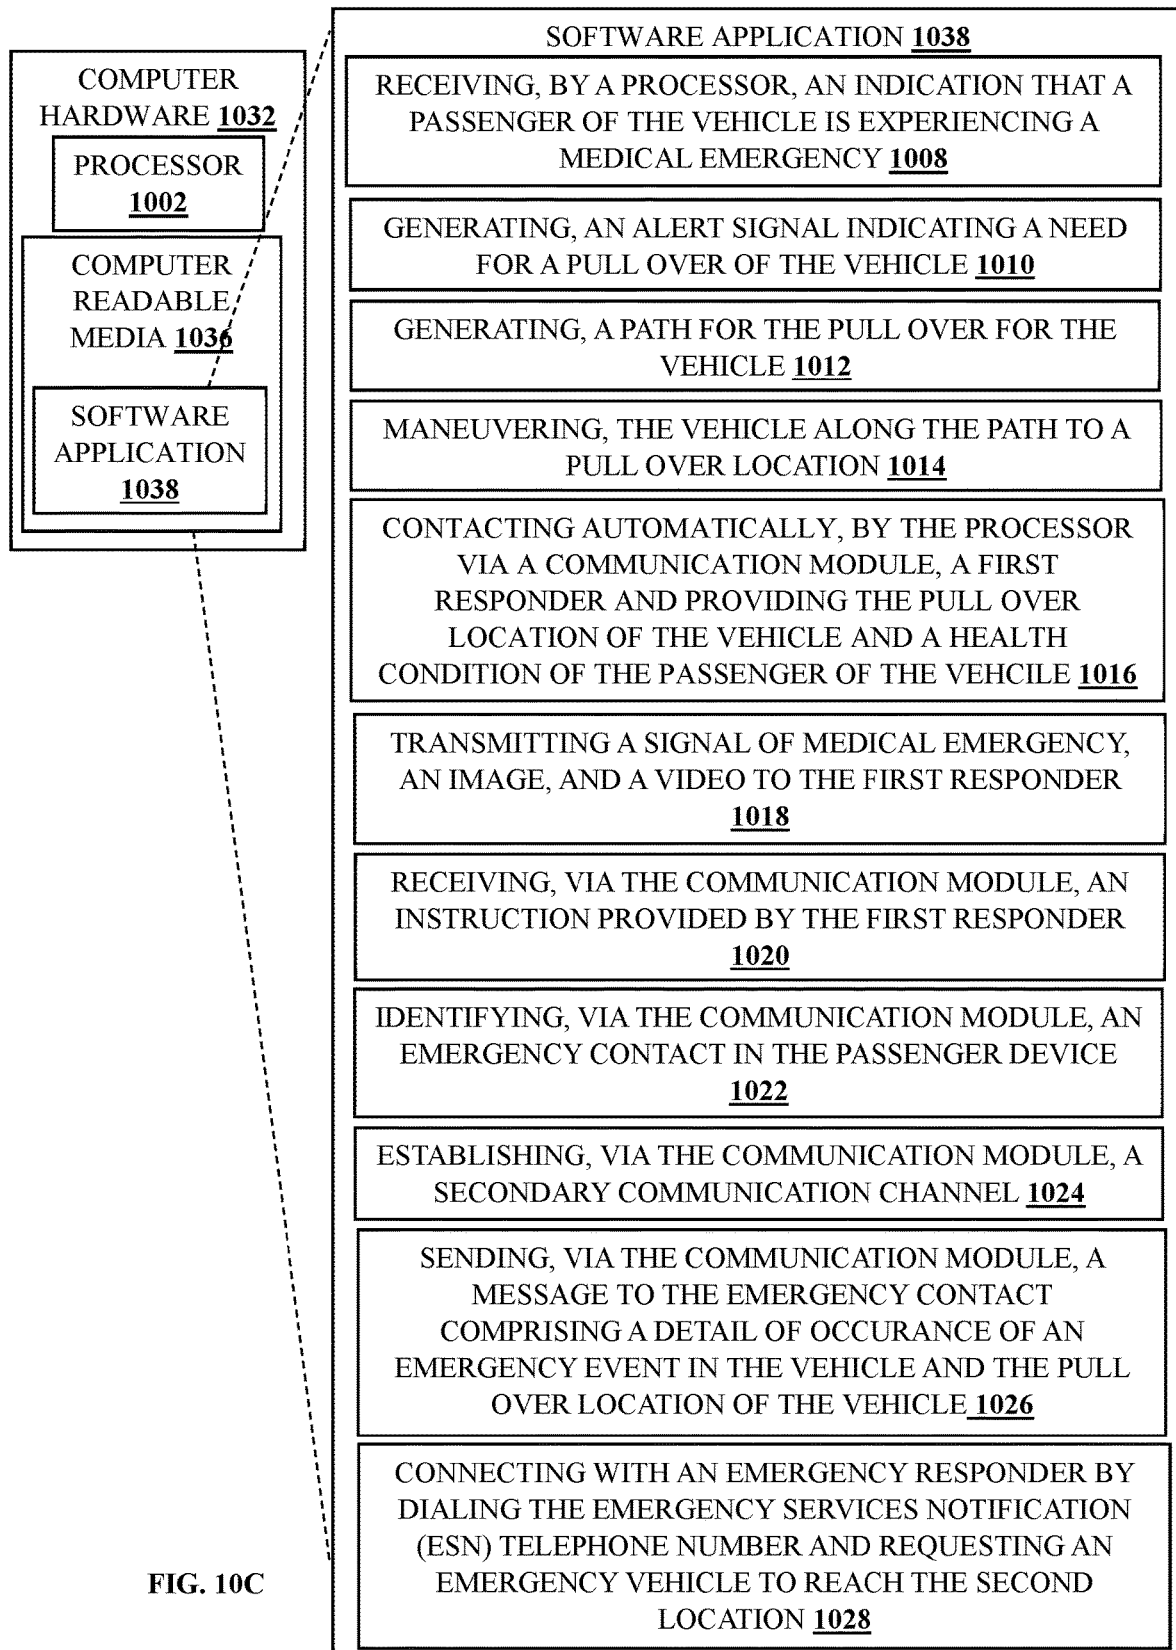 COMPUTER
HARDWARE 1032
PROCESSOR
1002
COMPUTER
READABLE
MEDIA 1036
SOFTWARE
APPLICATION
1038
SOFTWARE APPLICATION 1038
RECEIVING, BY A PROCESSOR, AN INDICATION THAT A
PASSENGER OF THE VEHICLE IS EXPERIENCING A
MEDICAL EMERGENCY 1008
GENERATING, AN ALERT SIGNAL INDICATING A NEED
FOR A PULL OVER OF THE VEHICLE 1010
GENERATING, A PATH FOR THE PULL OVER FOR THE
VEHICLE 1012
MANEUVERING, THE VEHICLE ALONG THE PATH TO A
PULL OVER LOCATION 1014
CONTACTING AUTOMATICALLY, BY THE PROCESSOR
VIA A COMMUNICATION MODULE, A FIRST
RESPONDER AND PROVIDING THE PULL OVER
LOCATION OF THE VEHICLE AND A HEALTH
CONDITION OF THE PASSENGER OF THE VEHCILE 1016
TRANSMITTING A SIGNAL OF MEDICAL EMERGENCY,
AN IMAGE, AND A VIDEO TO THE FIRST RESPONDER
1018
RECEIVING, VIA THE COMMUNICATION MODULE, AN
INSTRUCTION PROVIDED BY THE FIRST RESPONDER
1020
IDENTIFYING, VIA THE COMMUNICATION MODULE, AN
EMERGENCY CONTACT IN THE PASSENGER DEVICE
1022
ESTABLISHING, VIA THE COMMUNICATION MODULE, A
SECONDARY COMMUNICATION CHANNEL 1024
SENDING, VIA THE COMMUNICATION MODULE, A
MESSAGE TO THE EMERGENCY CONTACT
COMPRISING A DETAIL OF OCCURANCE OF AN
EMERGENCY EVENT IN THE VEHICLE AND THE PULL
OVER LOCATION OF THE VEHICLE 1026
CONNECTING WITH AN EMERGENCY RESPONDER BY
DIALING THE EMERGENCY SERVICES NOTIFICATION
(ESN) TELEPHONE NUMBER AND REQUESTING AN
EMERGENCY VEHICLE TO REACH THE SECOND
LOCATION 1028
FIG. 10C